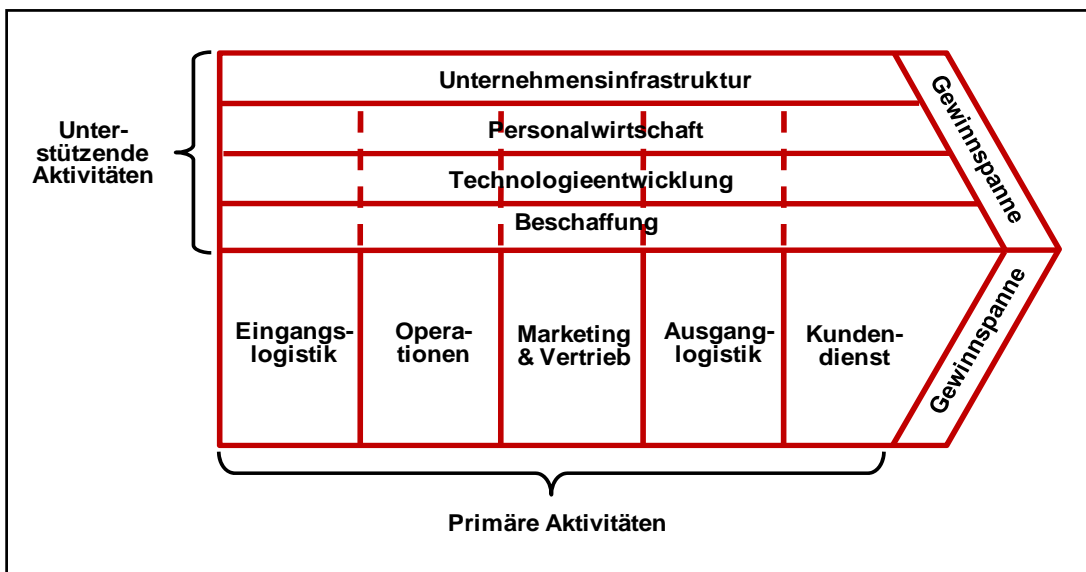 Unternehmensinfrastruktur
Personalwirtschaft
Technologieentwicklung
Beschaffung
Unter-
stützende
Aktivitäten
Gewinnspanne
Gewinnspanne
Eingangs-
logistik
Opera-
tionen
Marketing
& Vertrieb
Ausgang-
logistik
Kunden-
dienst
Primäre Aktivitäten